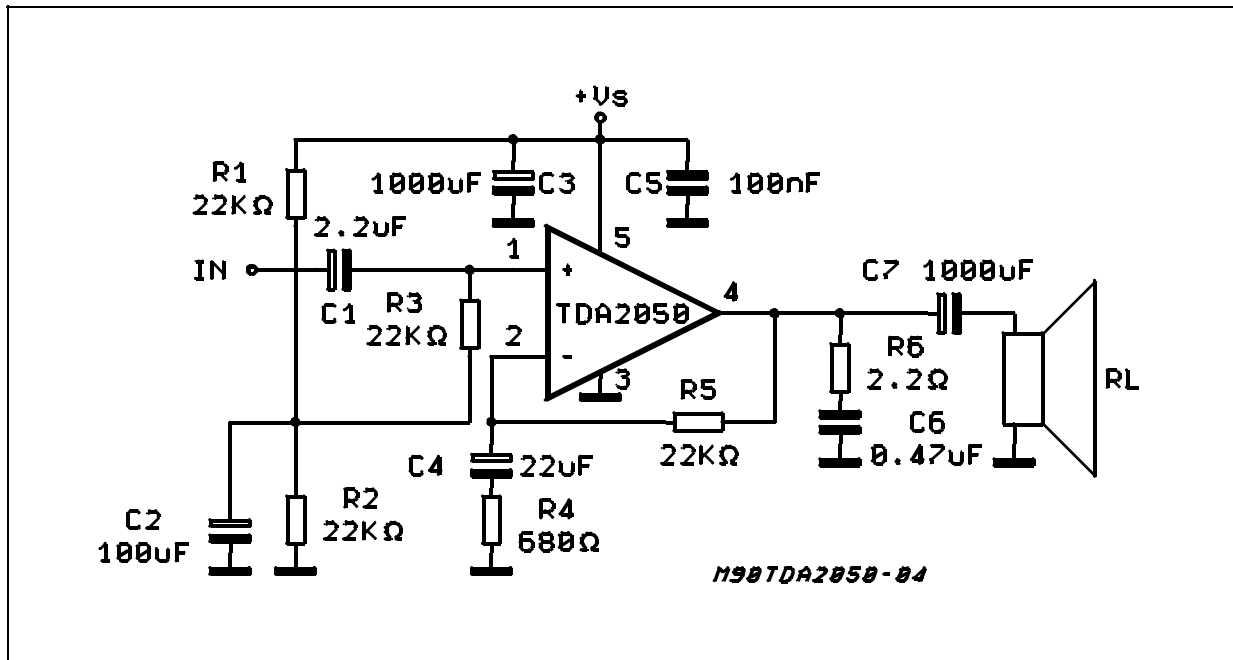 +Vs
R1
22KΩ
1000uF
C3
C5
100nF
2.2uF
1
5
IN
C1
R3
22KΩ
+
TDA2050
4
C7 1000uF
2
-
3
R5
22KΩ
R6
2.2Ω
RL
C6
0.47uF
C4
22uF
R2
22KΩ
R4
680Ω
C2
100uF
M90TDA2050-04